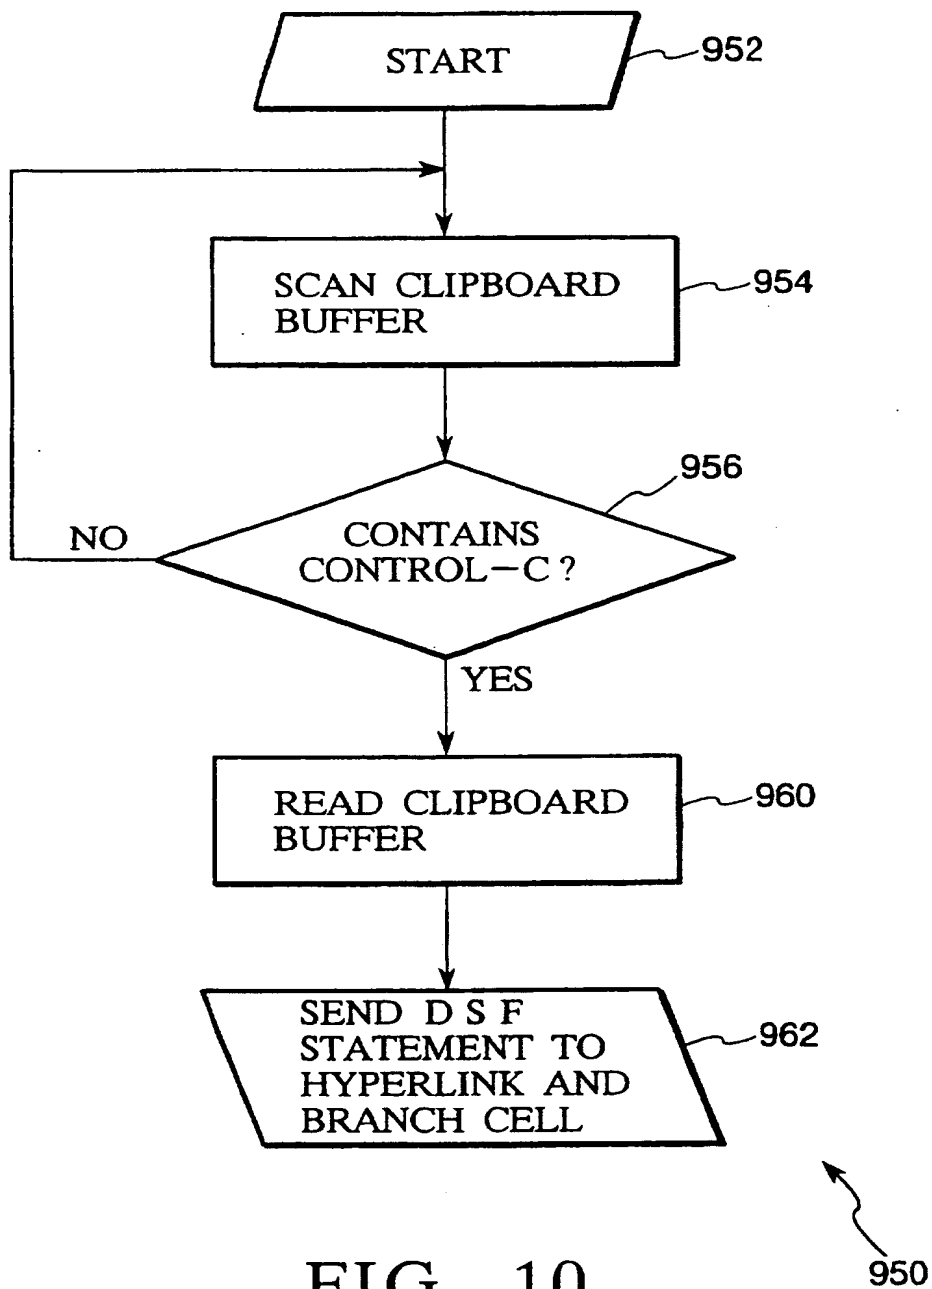 START
952
SCAN CLIPBOARD
BUFFER
954
956
CONTAINS
CONTROL-C?
NO
YES
READ CLIPBOARD
BUFFER
960
SEND DSF
STATEMENT TO
HYPERLINK AND
BRANCH CELL
962
950
FIG. 10